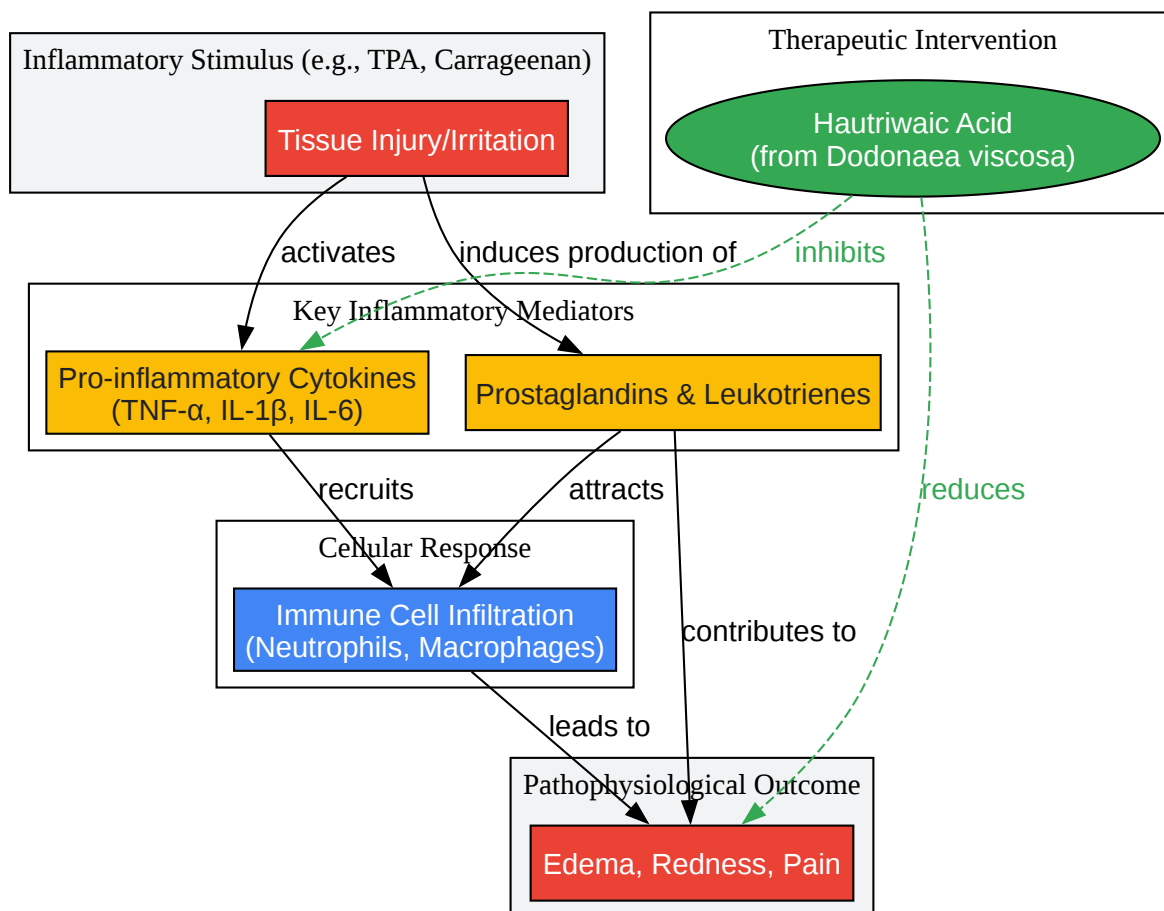 Inflammatory Stimulus (e.g., TPA, Carrageenan)
Tissue Injury/Irritation
Therapeutic Intervention
Hautriwaic Acid
(from Dodonaea viscosa)
activates
induces production of
inhibits
Key Inflammatory Mediators
Pro-inflammatory Cytokines
(TNF-α, IL-1β, IL-6)
Prostaglandins & Leukotrienes
recruits
attracts
reduces
Cellular Response
Immune Cell Infiltration
(Neutrophils, Macrophages)
contributes to
leads to
Pathophysiological Outcome
Edema, Redness, Pain